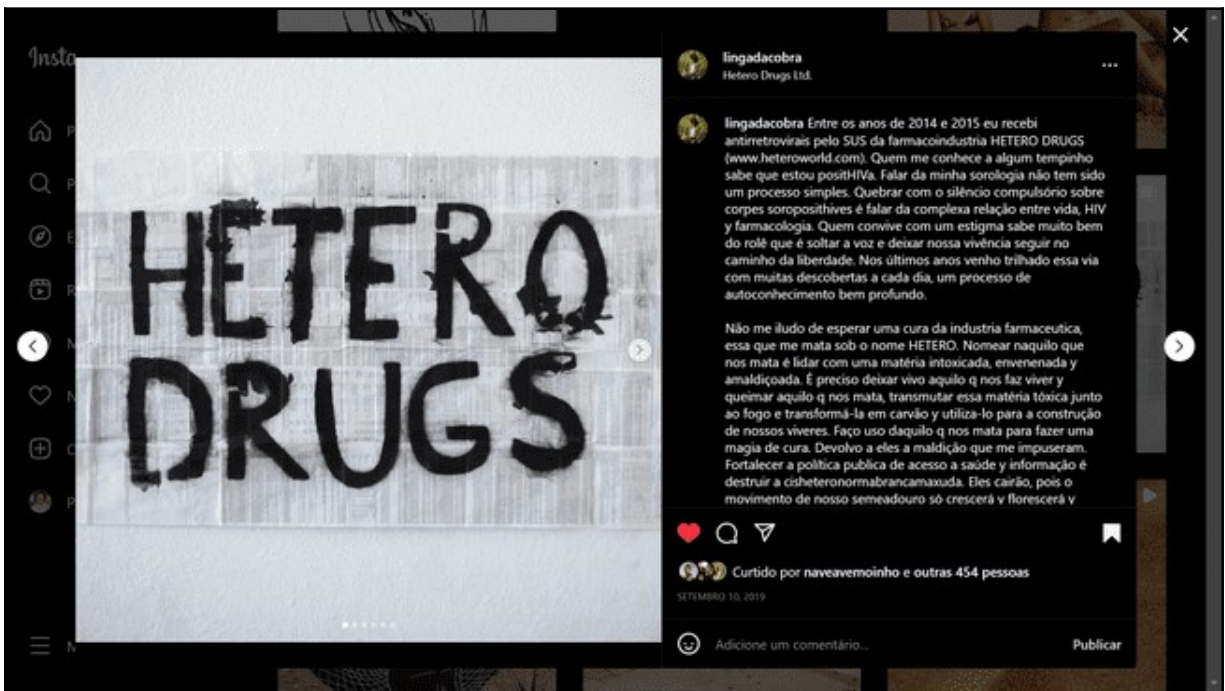 Insta
lingadacobra
Hetero Drugs Ltd.
HETERO
DRUGS
lingadacobra Entre os anos de 2014 e 2015 eu recebi
antirretrovirais pelo SUS da farmacoindustria HETERO DRUGS
(www.heteroworld.com). Quem me conhece a algum tempinho
sabe que estou positHIVa. Falar da minha sorologia não tem sido
um processo simples. Quebrar com o silêncio compulsório sobre
corpes soroposithives é falar da complexa relação entre vida, HIV
y farmacologia. Quem convive com um estigma sabe muito bem
do rolê que é soltar a voz e deixar nossa vivência seguir no
caminho da liberdade. Nos últimos anos venho trilhado essa via
com muitas descobertas a cada dia, um processo de
autoconhecimento bem profundo.
Não me iludo de esperar uma cura da industria farmaceutica,
essa que me mata sob o nome HETERO. Nomear naquilo que
nos mata é lidar com uma matéria intoxicada, envenenada y
amaldiçoada. É preciso deixar vivo aquilo q nos faz viver y
queimar aquilo q nos mata, transmutar essa matéria tóxica junto
ao fogo e transformá-la em carvão y utiliza-lo para a construção
de nossos viveres. Faço uso daquilo q nos mata para fazer uma
magia de cura. Devolvo a eles a maldição que me impuseram.
Fortalecer a política publica de acesso a saúde y informação é
destruir a cisheteronormabrancamaxuda. Eles cairão, pois o
movimento de nosso semeadouro só crescerá y florescerá y
Curtido por naveavemoinho e outras 454 pessoas
SETEMBRO 10, 2019
Adicione um comentário... Publicar